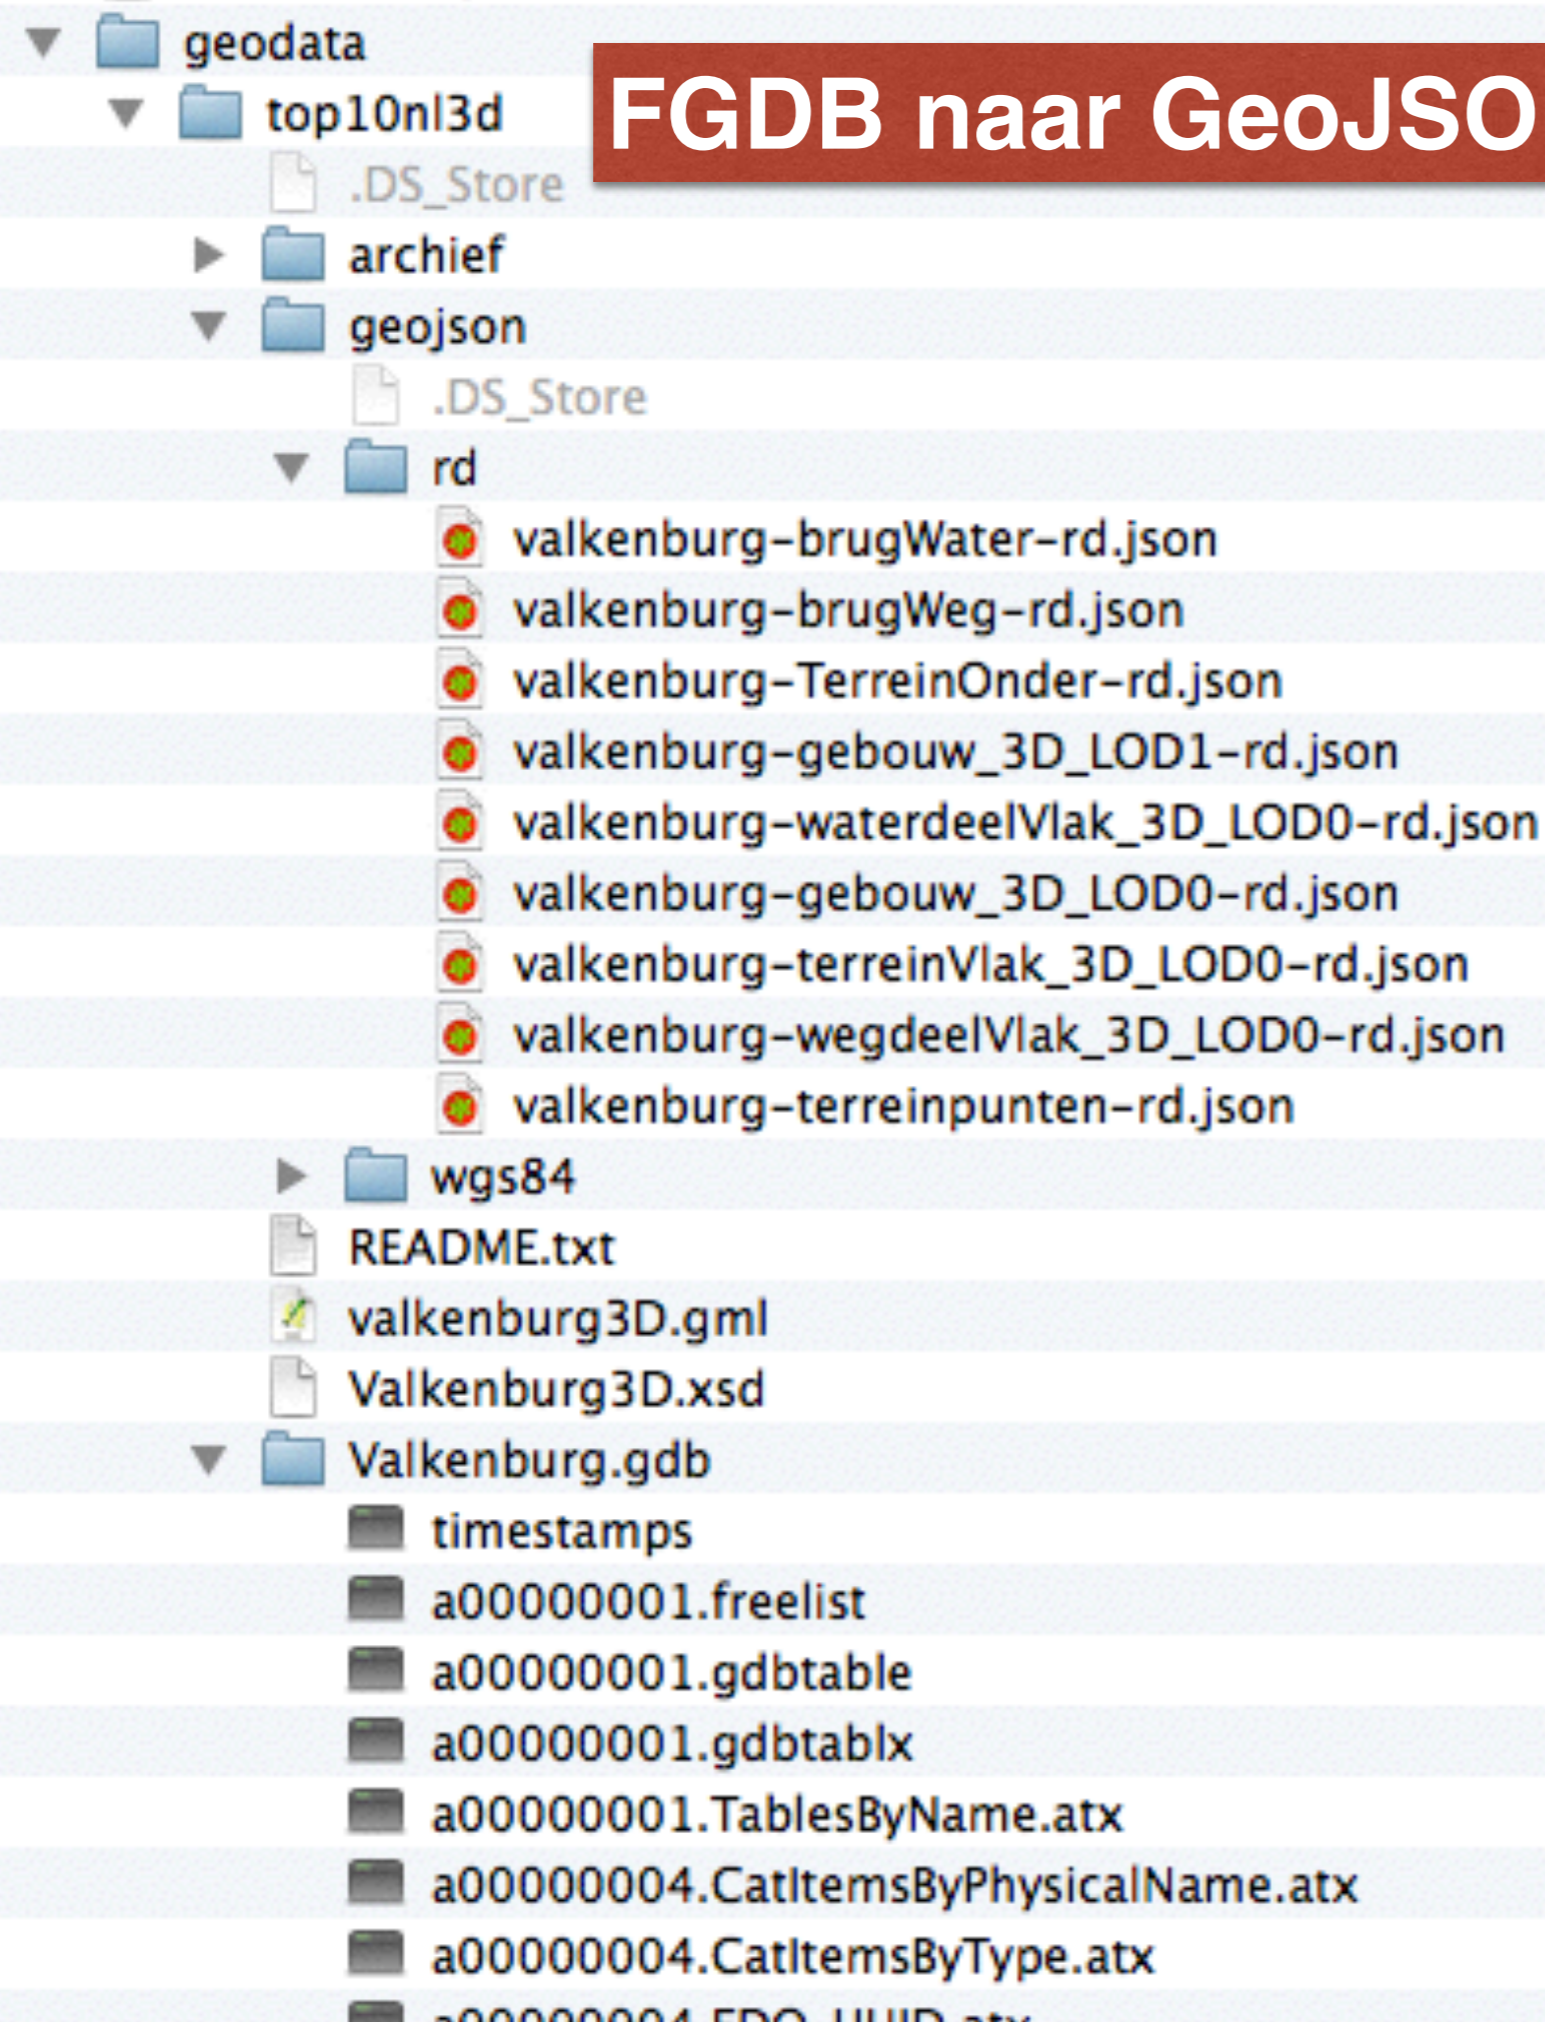 geodata
FGDB naar GeoJSO
top10nl3d
.DS_Store
archief
geojson
.DS_Store
rd
valkenburg-brugWater-rd.json
valkenburg-brugWeg-rd.json
valkenburg-TerreinOnder-rd.json
valkenburg-gebouw_3D_LOD1-rd.json
valkenburg-waterdeelVlak_3D_LOD0-rd.json
valkenburg-gebouw_3D_LOD0-rd.json
valkenburg-terreinVlak_3D_LOD0-rd.json
valkenburg-wegdeelVlak_3D_LOD0-rd.json
valkenburg-terreinpunten-rd.json
wgs84
README.txt
valkenburg3D.gml
Valkenburg3D.xsd
Valkenburg.gdb
timestamps
a00000001.freelist
a00000001.gdbtable
a00000001.gdbtablx
a00000001.TablesByName.atx
a00000004.CatItemsByPhysicalName.atx
a00000004.CatItemsByType.atx